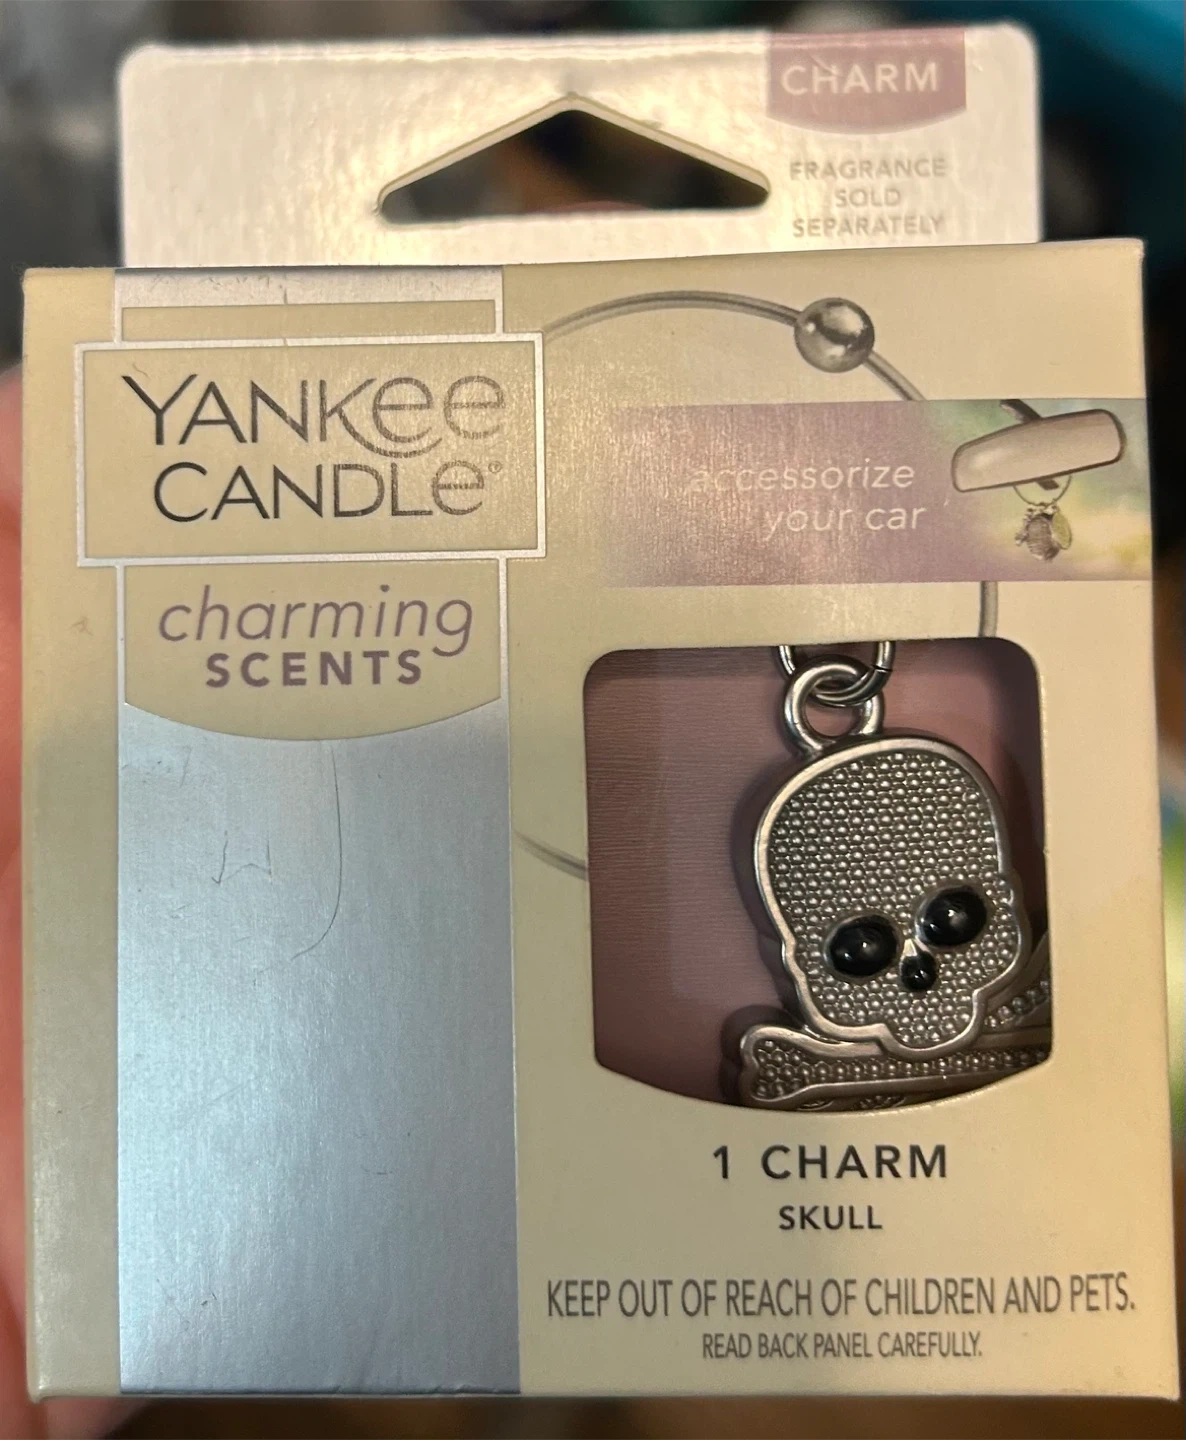 CHARM
FRAGRANCE
SOLD
SEPARATELY
YANKEE
CANDLE®
charming
SCENTS
accessorize
your car
1 CHARM
SKULL
KEEP OUT OF REACH OF CHILDREN AND PETS.
READ BACK PANEL CAREFULLY.